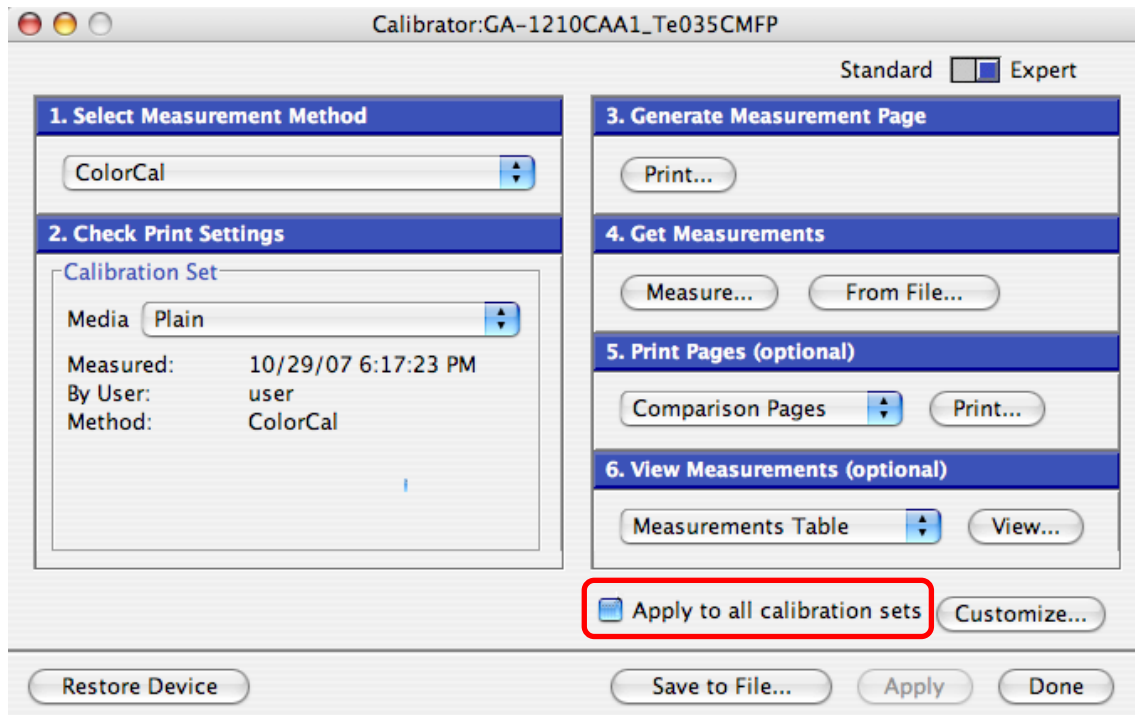 Calibrator:GA-1210CAA1_Te035CMFP
Standard Expert
1. Select Measurement Method
ColorCal
2. Check Print Settings
Calibration Set
Media Plain
Measured: 10/29/07 6:17:23 PM
By User: user
Method: ColorCal
3. Generate Measurement Page
Print...
4. Get Measurements
Measure... From File...
5. Print Pages (optional)
Comparison Pages Print...
6. View Measurements (optional)
Measurements Table View...
Apply to all calibration sets Customize...
Restore Device Save to File... Apply Done